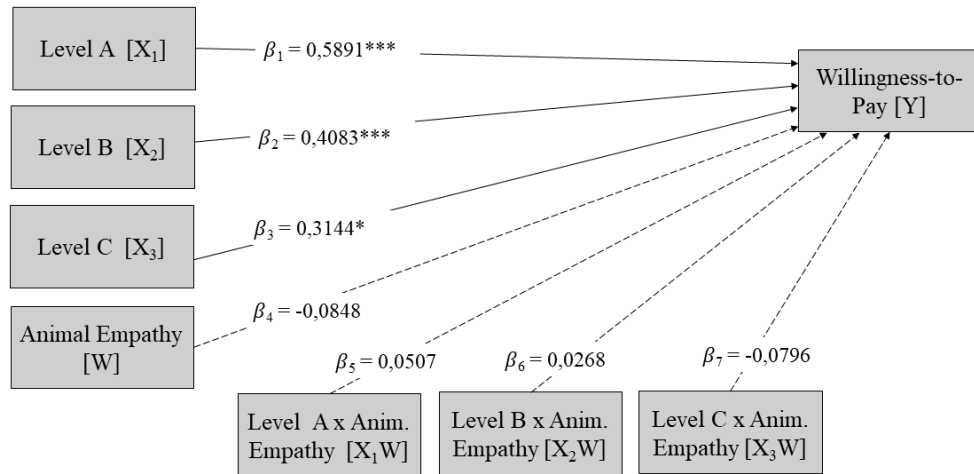 Level A [X₁]
β₁ = 0,5891***
Willingness-to-
Pay [Y]
Level B [X₂]
β₂ = 0,4083***
Level C [X₃]
β₃ = 0,3144*
Animal Empathy
[W]
β₄ = -0,0848
β₅ = 0,0507
β₆ = 0,0268
β₇ = -0,0796
Level A x Anim.
Empathy [X₁W]
Level B x Anim.
Empathy [X₂W]
Level C x Anim.
Empathy [X₃W]